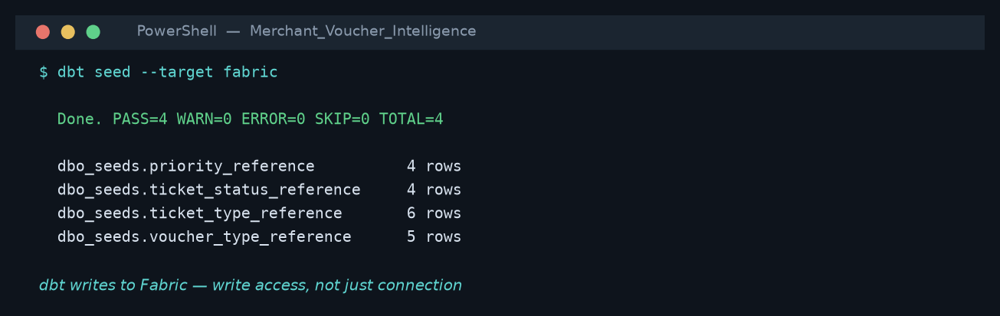 PowerShell — Merchant_Voucher_Intelligence
$ dbt seed --target fabric
Done. PASS=4 WARN=0 ERROR=0 SKIP=0 TOTAL=4
dbo_seeds.priority_reference 4 rows
dbo_seeds.ticket_status_reference 4 rows
dbo_seeds.ticket_type_reference 6 rows
dbo_seeds.voucher_type_reference 5 rows
dbt writes to Fabric — write access, not just connection